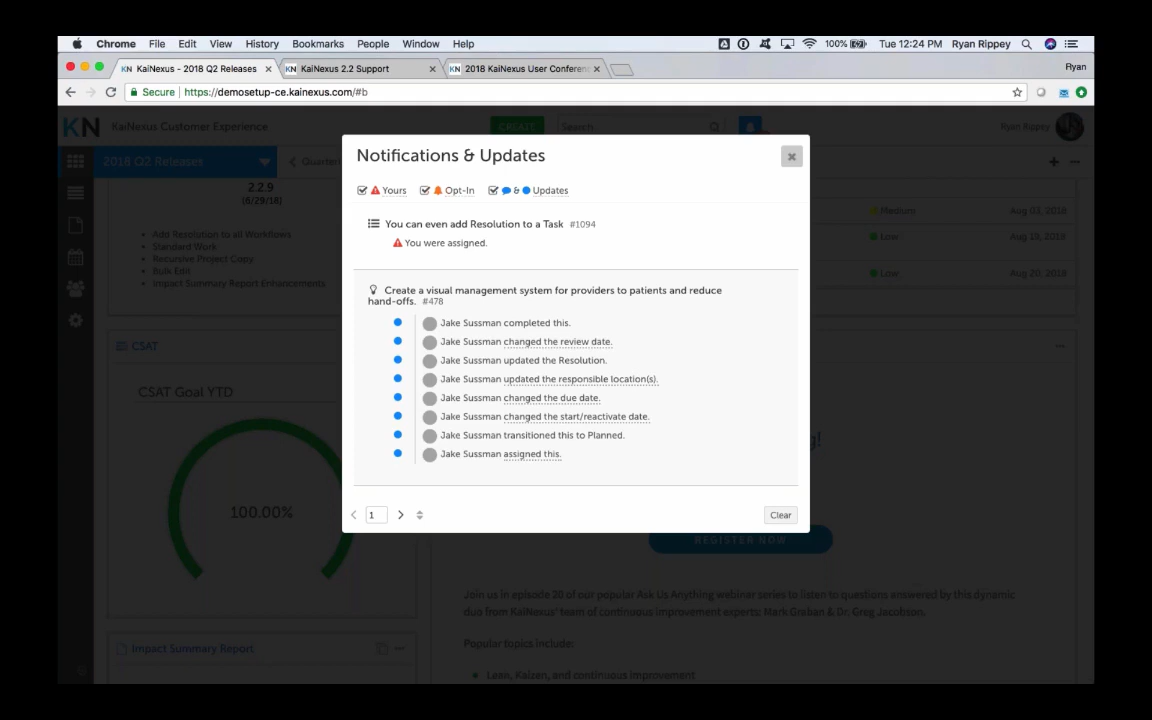 Chrome File Edit View History Bookmarks People Window Help 100% Tue 12:24 PM Ryan Rippey
KN KaiNexus - 2018 Q2 Releases × KN KaiNexus 2.2 Support × KN 2018 KaiNexus User Conferen ×
Ryan
Secure | https://demosetup-ce.kainexus.com/#b
KN KaiNexus Customer Experience CREATE Search Ryan Rippey
2018 Q2 Releases Quarter
2.2.9
(6/29/18)
• Add Resolution to all Workflows
• Standard Work
• Recursive Project Copy
• Bulk Edit
• Impact Summary Report Enhancements
Medium Aug 03, 2018
Low Aug 19, 2018
Low Aug 20, 2018
Notifications & Updates ×
Yours Opt-In & Updates
You can even add Resolution to a Task #1094
You were assigned.
Create a visual management system for providers to patients and reduce
hand-offs. #478
Jake Sussman completed this.
Jake Sussman changed the review date.
Jake Sussman updated the Resolution.
Jake Sussman updated the responsible location(s).
Jake Sussman changed the due date.
Jake Sussman changed the start/reactivate date.
Jake Sussman transitioned this to Planned.
Jake Sussman assigned this.
1 Clear
CSAT
CSAT Goal YTD
100.00%
Impact Summary Report
REGISTER NOW
Join us in episode 20 of our popular Ask Us Anything webinar series to listen to questions answered by this dynamic
duo from KaiNexus' team of continuous improvement experts: Mark Graban & Dr. Greg Jacobson.
Popular topics include:
• Lean, Kaizen, and continuous improvement